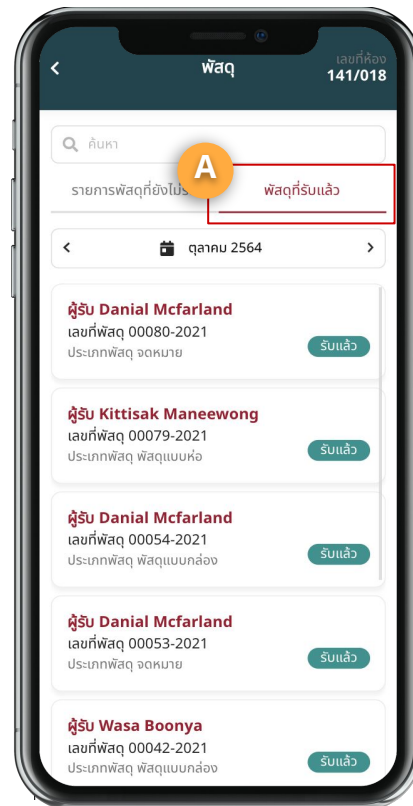 พัสดุ
เลขที่ห้อง
141/018
ค้นหา
A
รายการพัสดุที่ยังไม่
พัสดุที่รับแล้ว
ตุลาคม 2564
ผู้รับ Danial Mcfarland
เลขที่พัสดุ 00080-2021
ประเภทพัสดุ จดหมาย
รับแล้ว
ผู้รับ Kittisak Maneewong
เลขที่พัสดุ 00079-2021
ประเภทพัสดุ พัสดุแบบห่อ
รับแล้ว
ผู้รับ Danial Mcfarland
เลขที่พัสดุ 00054-2021
ประเภทพัสดุ พัสดุแบบกล่อง
รับแล้ว
ผู้รับ Danial Mcfarland
เลขที่พัสดุ 00053-2021
ประเภทพัสดุ จดหมาย
รับแล้ว
ผู้รับ Wasa Boonya
เลขที่พัสดุ 00042-2021
ประเภทพัสดุ พัสดุแบบกล่อง
รับแล้ว